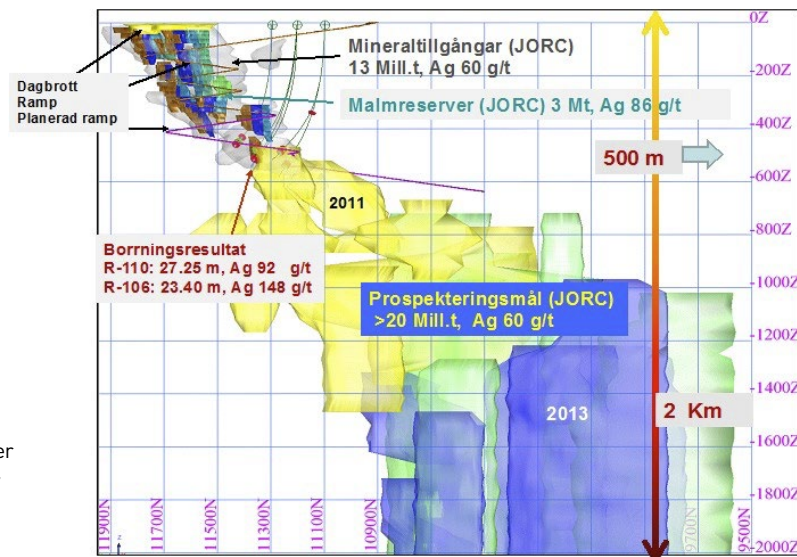 0Z
Mineraltillgångar (JORC)
13 Mill.t, Ag 60 g/t
-200Z
Dagbrott
Ramp
Planerad ramp
Malmreserver (JORC) 3 Mt, Ag 86 g/t
-400Z
500 m
-600Z
2011
-800Z
Borrningsresultat
R-110: 27.25 m, Ag 92 g/t
R-106: 23.40 m, Ag 148 g/t
-1000Z
Prospekteringsmål (JORC)
>20 Mill.t, Ag 60 g/t
-1200Z
2013
2 Km
-1400Z
er
-1600Z
-1800Z
-2000Z
11900N
11700N
11500N
11300N
11100N
10900N
9700N
9500N